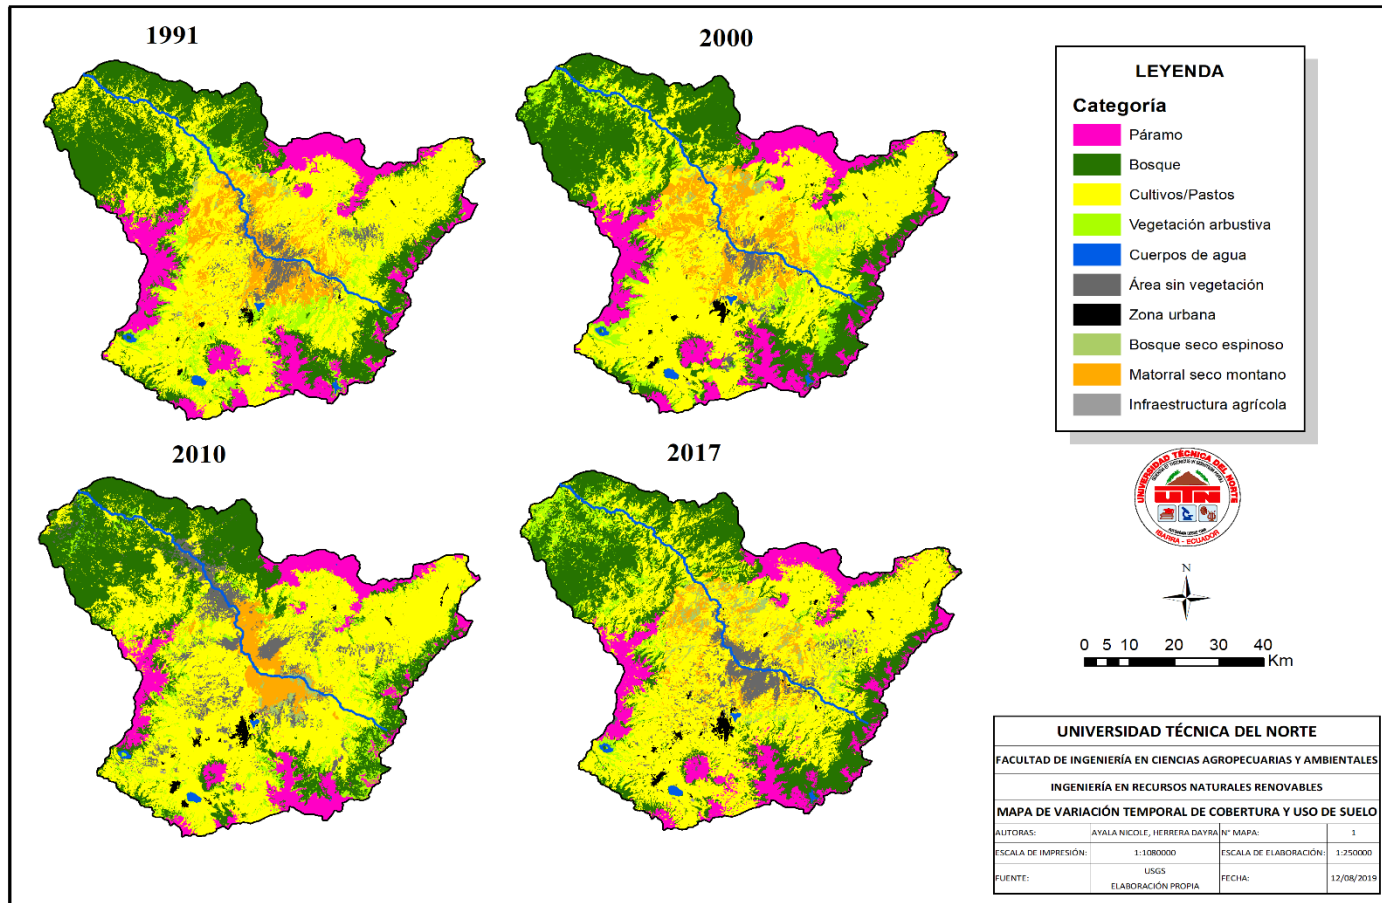 1991
2000
2010
2017
LEYENDA
Categoría
Páramo
Bosque
Cultivos/Pastos
Vegetación arbustiva
Cuerpos de agua
Área sin vegetación
Zona urbana
Bosque seco espinoso
Matorral seco montano
Infraestructura agrícola
UNIVERSIDAD TÉCNICA DEL NORTE
UTN
IBARRA - ECUADOR
N
0 5 10 20 30 40
Km
UNIVERSIDAD TÉCNICA DEL NORTE
FACULTAD DE INGENIERÍA EN CIENCIAS AGROPECUARIAS Y AMBIENTALES
INGENIERÍA EN RECURSOS NATURALES RENOVABLES
MAPA DE VARIACIÓN TEMPORAL DE COBERTURA Y USO DE SUELO
AUTORAS: AYALA NICOLE, HERRERA DAYRA N° MAPA: 1
ESCALA DE IMPRESIÓN: 1:1080000 ESCALA DE ELABORACIÓN: 1:250000
FUENTE: USGS
ELABORACIÓN PROPIA FECHA: 12/08/2019